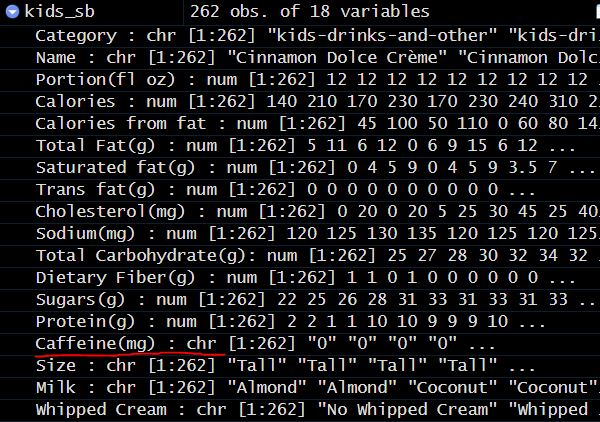 kids_sb 262 obs. of 18 variables
Category : chr [1:262] "kids-drinks-and-other" "kids-dri
Name : chr [1:262] "Cinnamon Dolce Crème" "Cinnamon Dolc
Portion(fl oz) : num [1:262] 12 12 12 12 12 12 12 12
Calories : num [1:262] 140 210 170 230 170 230 240 310 2
Calories from fat : num [1:262] 45 100 50 110 0 60 80 14
Total Fat(g) : num [1:262] 5 11 6 12 0 6 9 15 6 12 ...
Saturated fat(g) : num [1:262] 0 4 5 9 0 4 5 9 3.5 7 ...
Trans fat(g) : num [1:262] 0 0 0 0 0 0 0 0 0 0 ...
Cholesterol(mg) : num [1:262] 0 20 0 20 5 25 30 45 25 40
Sodium(mg) : num [1:262] 120 125 130 135 120 125 120 125
Total Carbohydrate(g): num [1:262] 25 27 28 30 32 34 32
Dietary Fiber(g) : num [1:262] 1 1 0 1 0 0 0 0 0 0 ...
Sugars(g) : num [1:262] 22 25 26 28 31 33 31 33 31 33 ...
Protein(g) : num [1:262] 2 2 1 1 10 10 9 9 9 10 ...
Caffeine(mg) : chr [1:262] "0" "0" "0" "0" ...
Size : chr [1:262] "Tall" "Tall" "Tall" "Tall" ...
Milk : chr [1:262] "Almond" "Almond" "Coconut" "Coconut"
Whipped Cream : chr [1:262] "No Whipped Cream" "Whipped